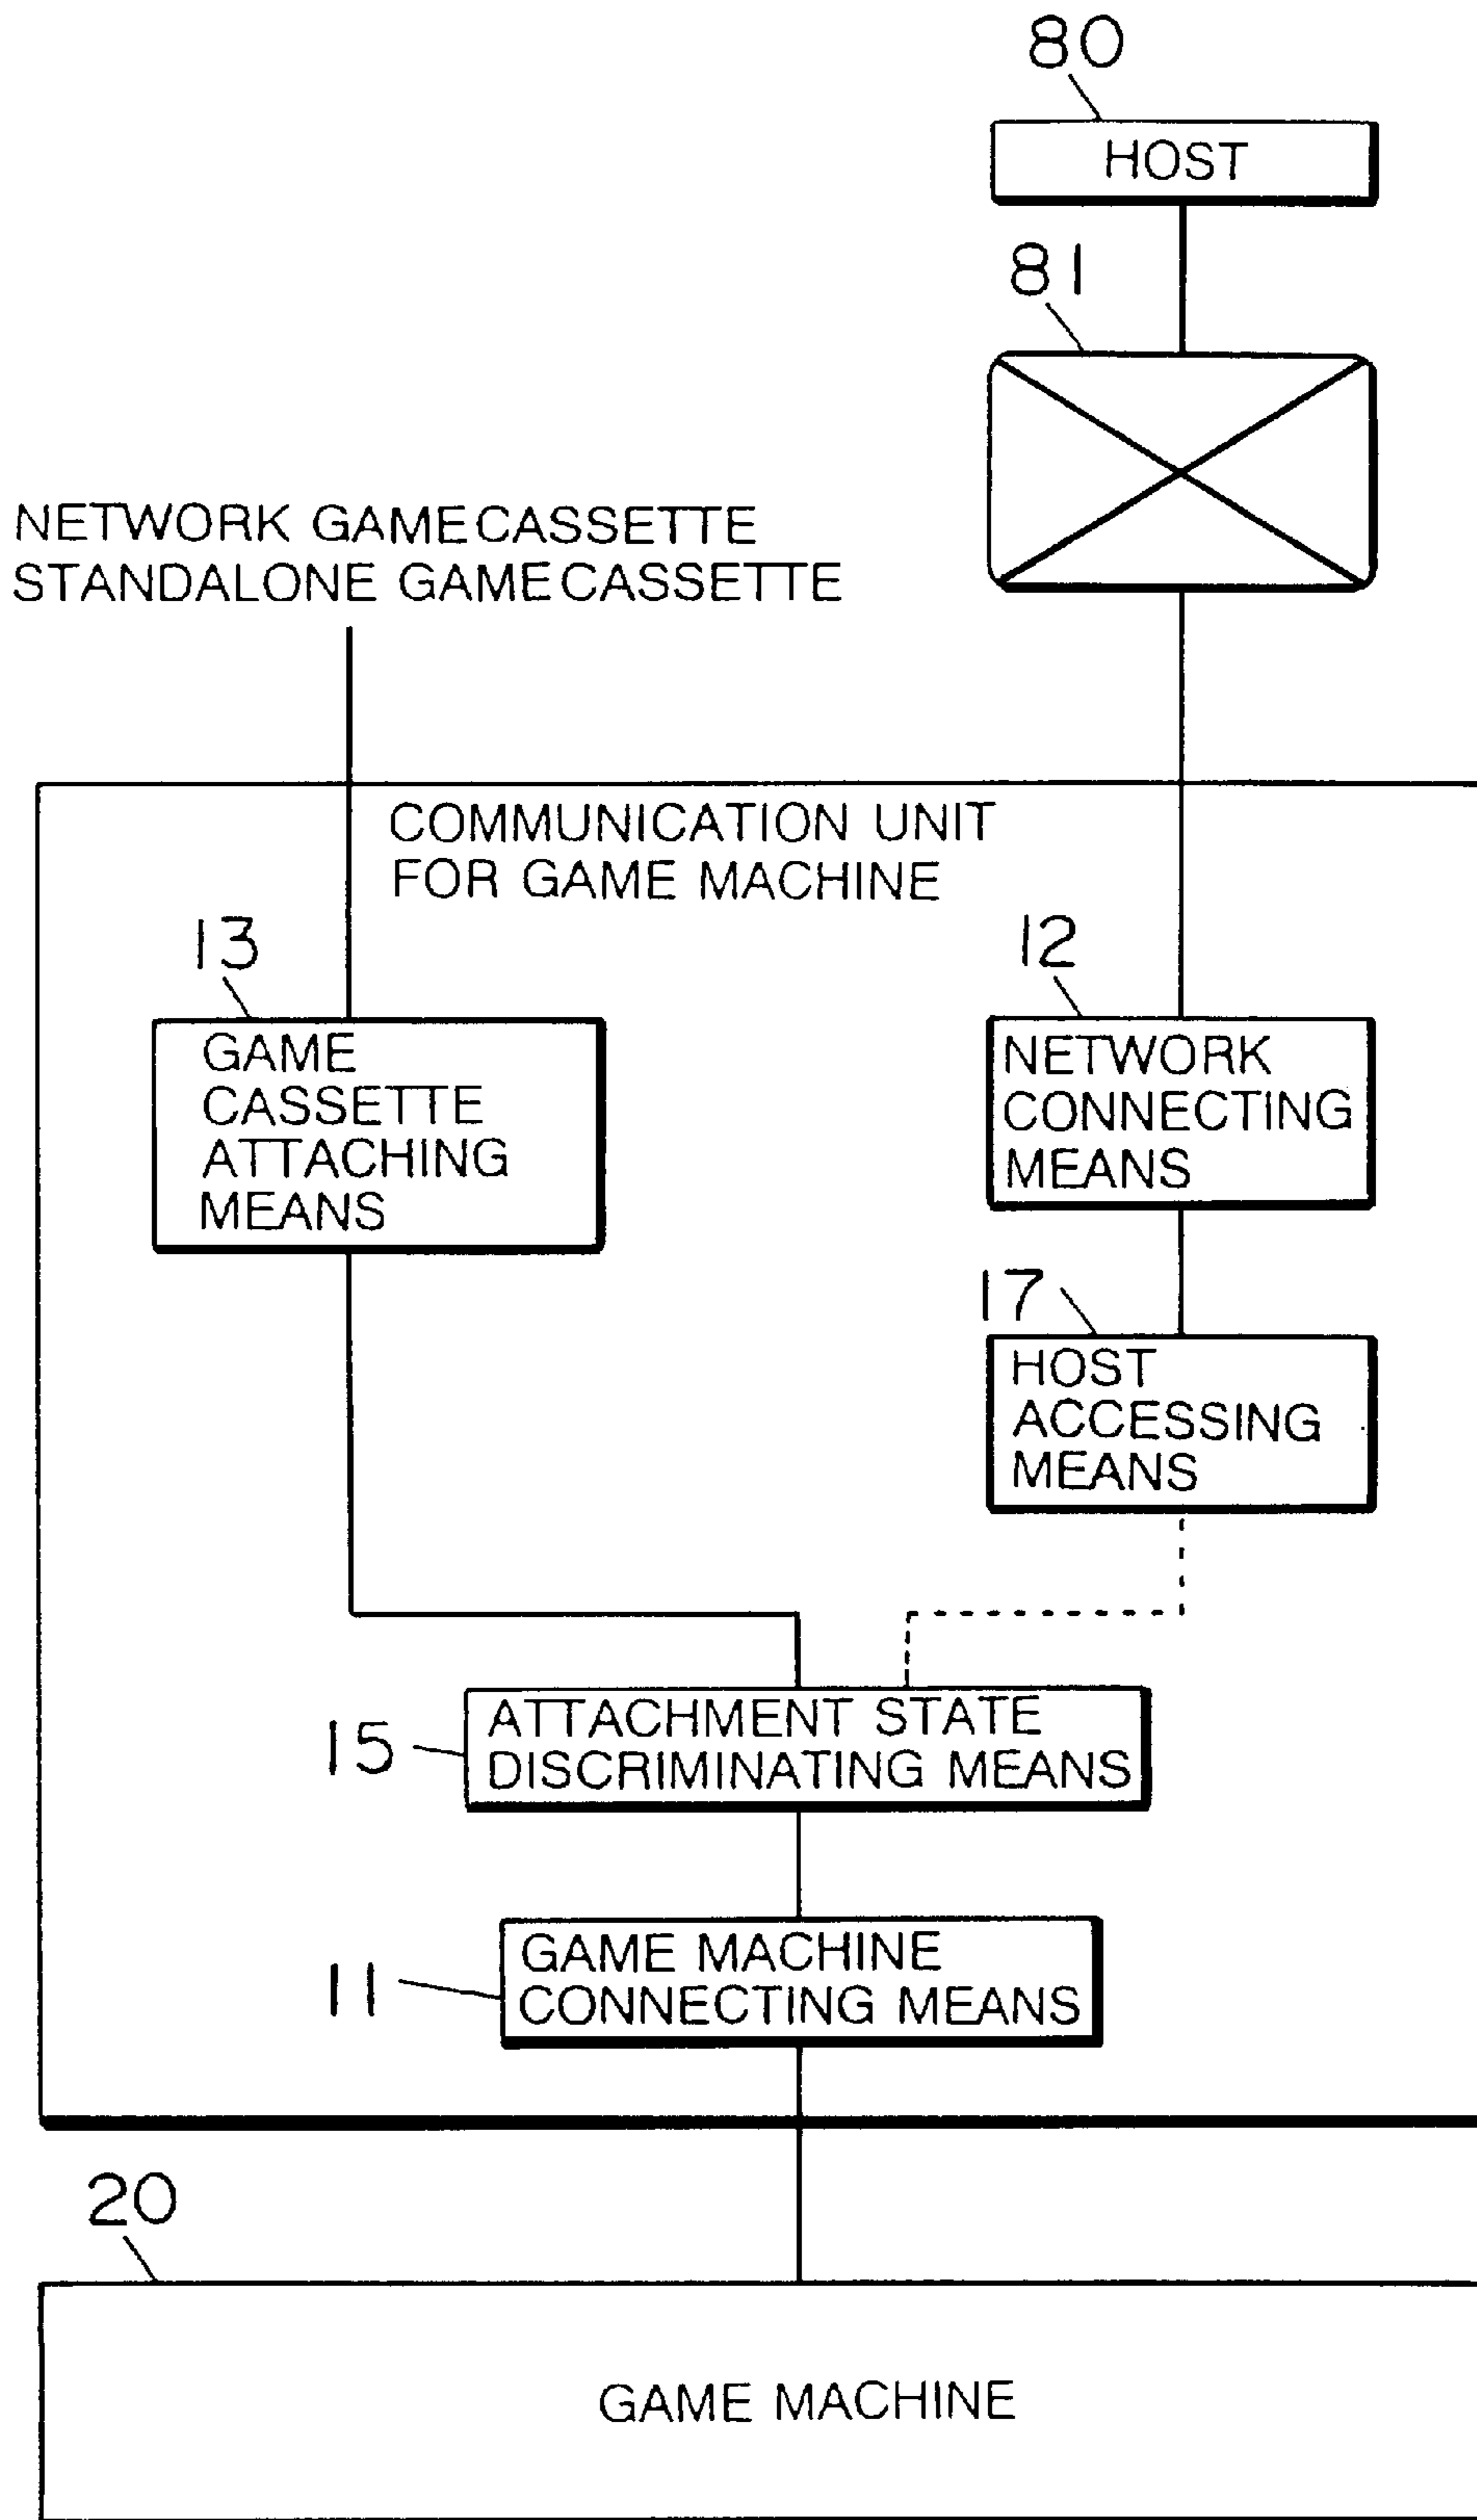 80
HOST
81
NETWORK GAME CASSETTE
STANDALONE GAME CASSETTE
COMMUNICATION UNIT
FOR GAME MACHINE
13
GAME
CASSETTE
ATTACHING
MEANS
12
NETWORK
CONNECTING
MEANS
17
HOST
ACCESSING
MEANS
15
ATTACHMENT STATE
DISCRIMINATING MEANS
11
GAME MACHINE
CONNECTING MEANS
20
GAME MACHINE